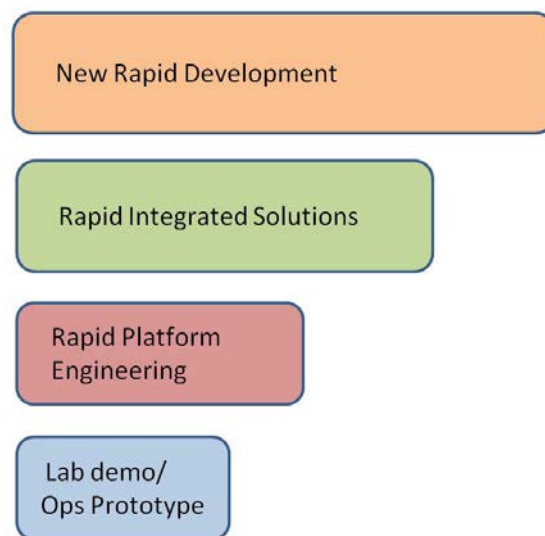 New Rapid Development
Rapid Integrated Solutions
Rapid Platform
Engineering
Lab demo/
Ops Prototype